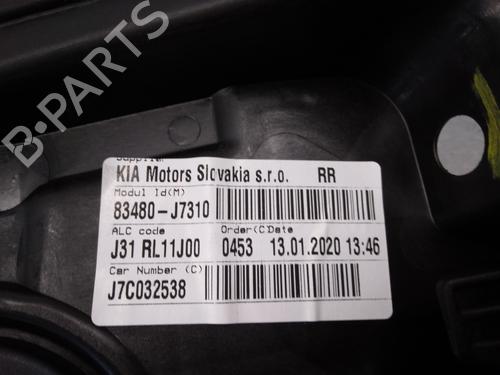 B-PARTS
Supplier
KIA Motors Slovakia s.r.o. RR
Modul Id(M)
83480-J7310
ALC code Order(C)Date
J31 RL11J00 0453 13.01.2020 13:46
Car Number (C)
J7C032538